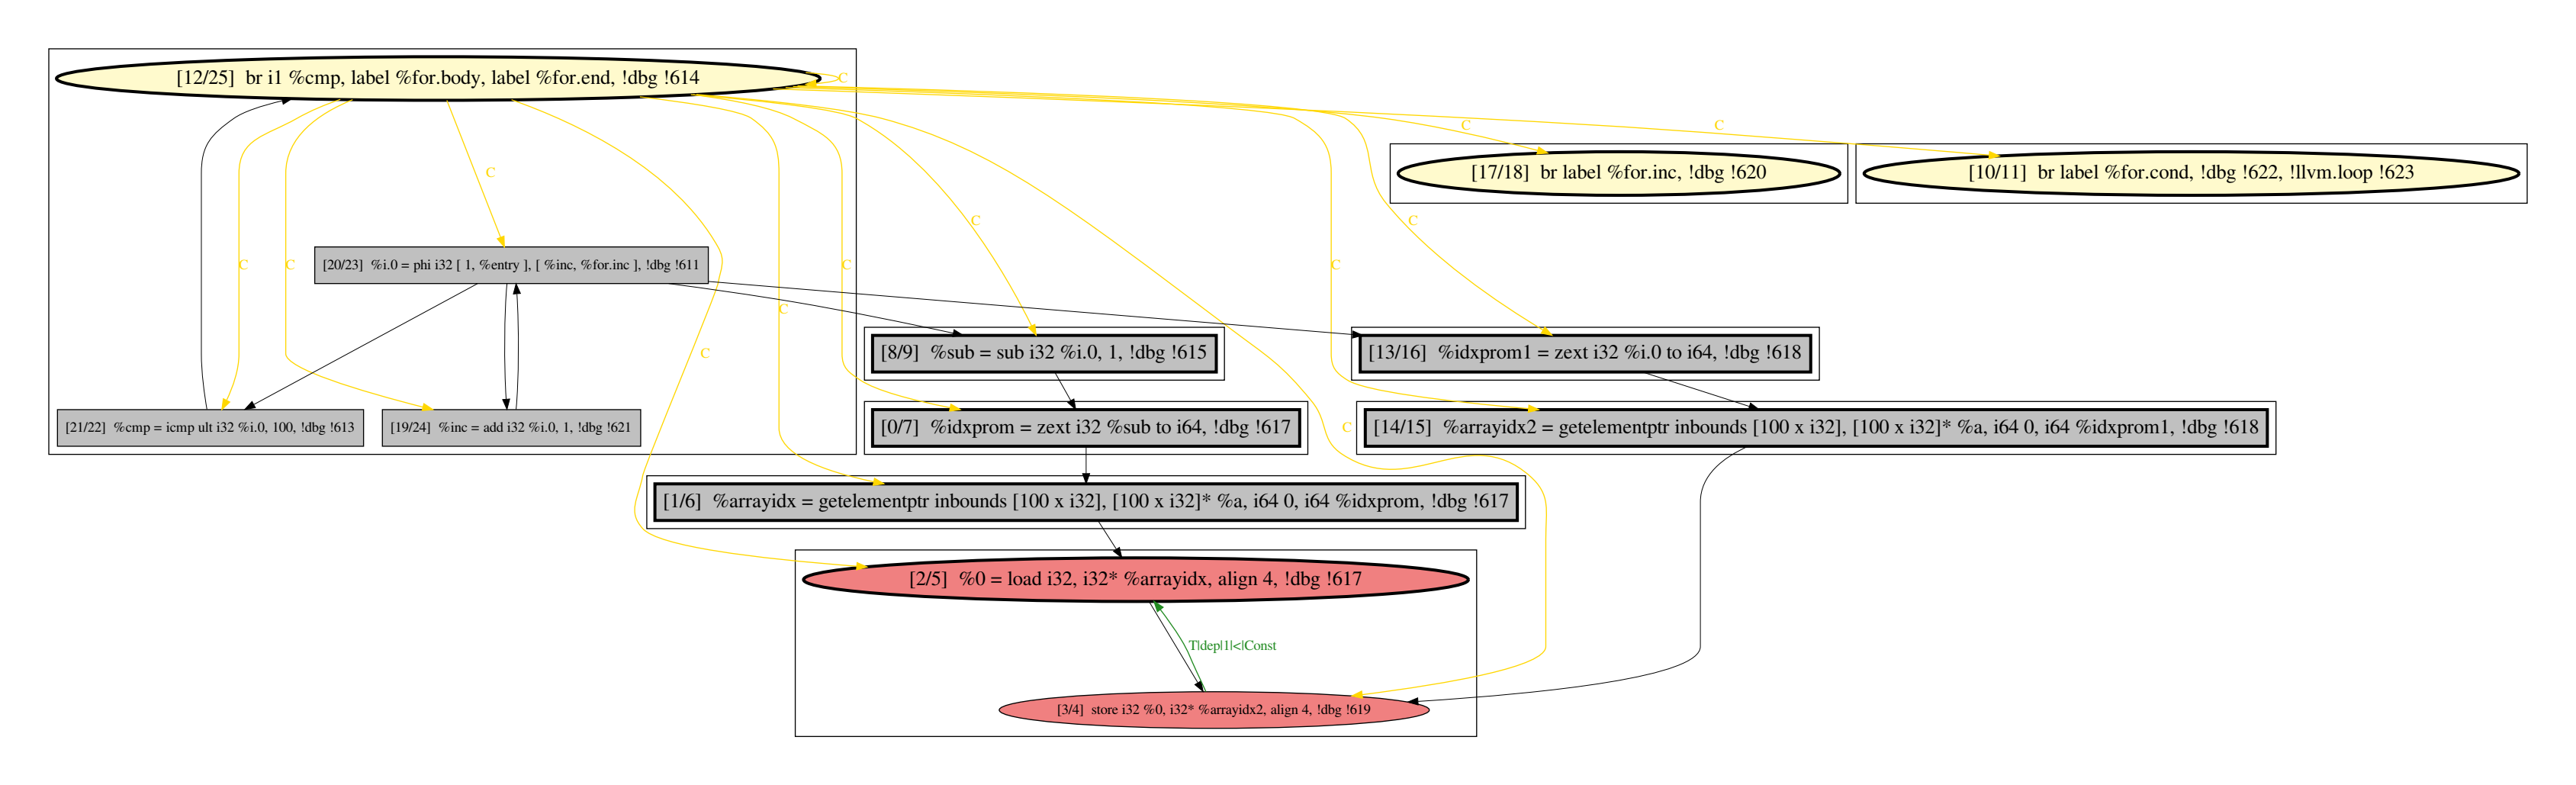 [12/25]  br i1 %cmp, label %for.body, label %for.end, !dbg !614
C
C
C
[17/18]  br label %for.inc, !dbg !620
[10/11]  br label %for.cond, !dbg !622, !llvm.loop !623
C
C
C
C
C
[20/23]  %i.0 = phi i32 [ 1, %entry ], [ %inc, %for.inc ], !dbg !611
C
C
C
C
[8/9]  %sub = sub i32 %i.0, 1, !dbg !615
[13/16]  %idxprom1 = zext i32 %i.0 to i64, !dbg !618
C
[21/22]  %cmp = icmp ult i32 %i.0, 100, !dbg !613
[19/24]  %inc = add i32 %i.0, 1, !dbg !621
[0/7]  %idxprom = zext i32 %sub to i64, !dbg !617
C
[14/15]  %arrayidx2 = getelementptr inbounds [100 x i32], [100 x i32]* %a, i64 0, i64 %idxprom1, !dbg !618
[1/6]  %arrayidx = getelementptr inbounds [100 x i32], [100 x i32]* %a, i64 0, i64 %idxprom, !dbg !617
[2/5]  %0 = load i32, i32* %arrayidx, align 4, !dbg !617
T|dep|1|<|Const
[3/4]  store i32 %0, i32* %arrayidx2, align 4, !dbg !619